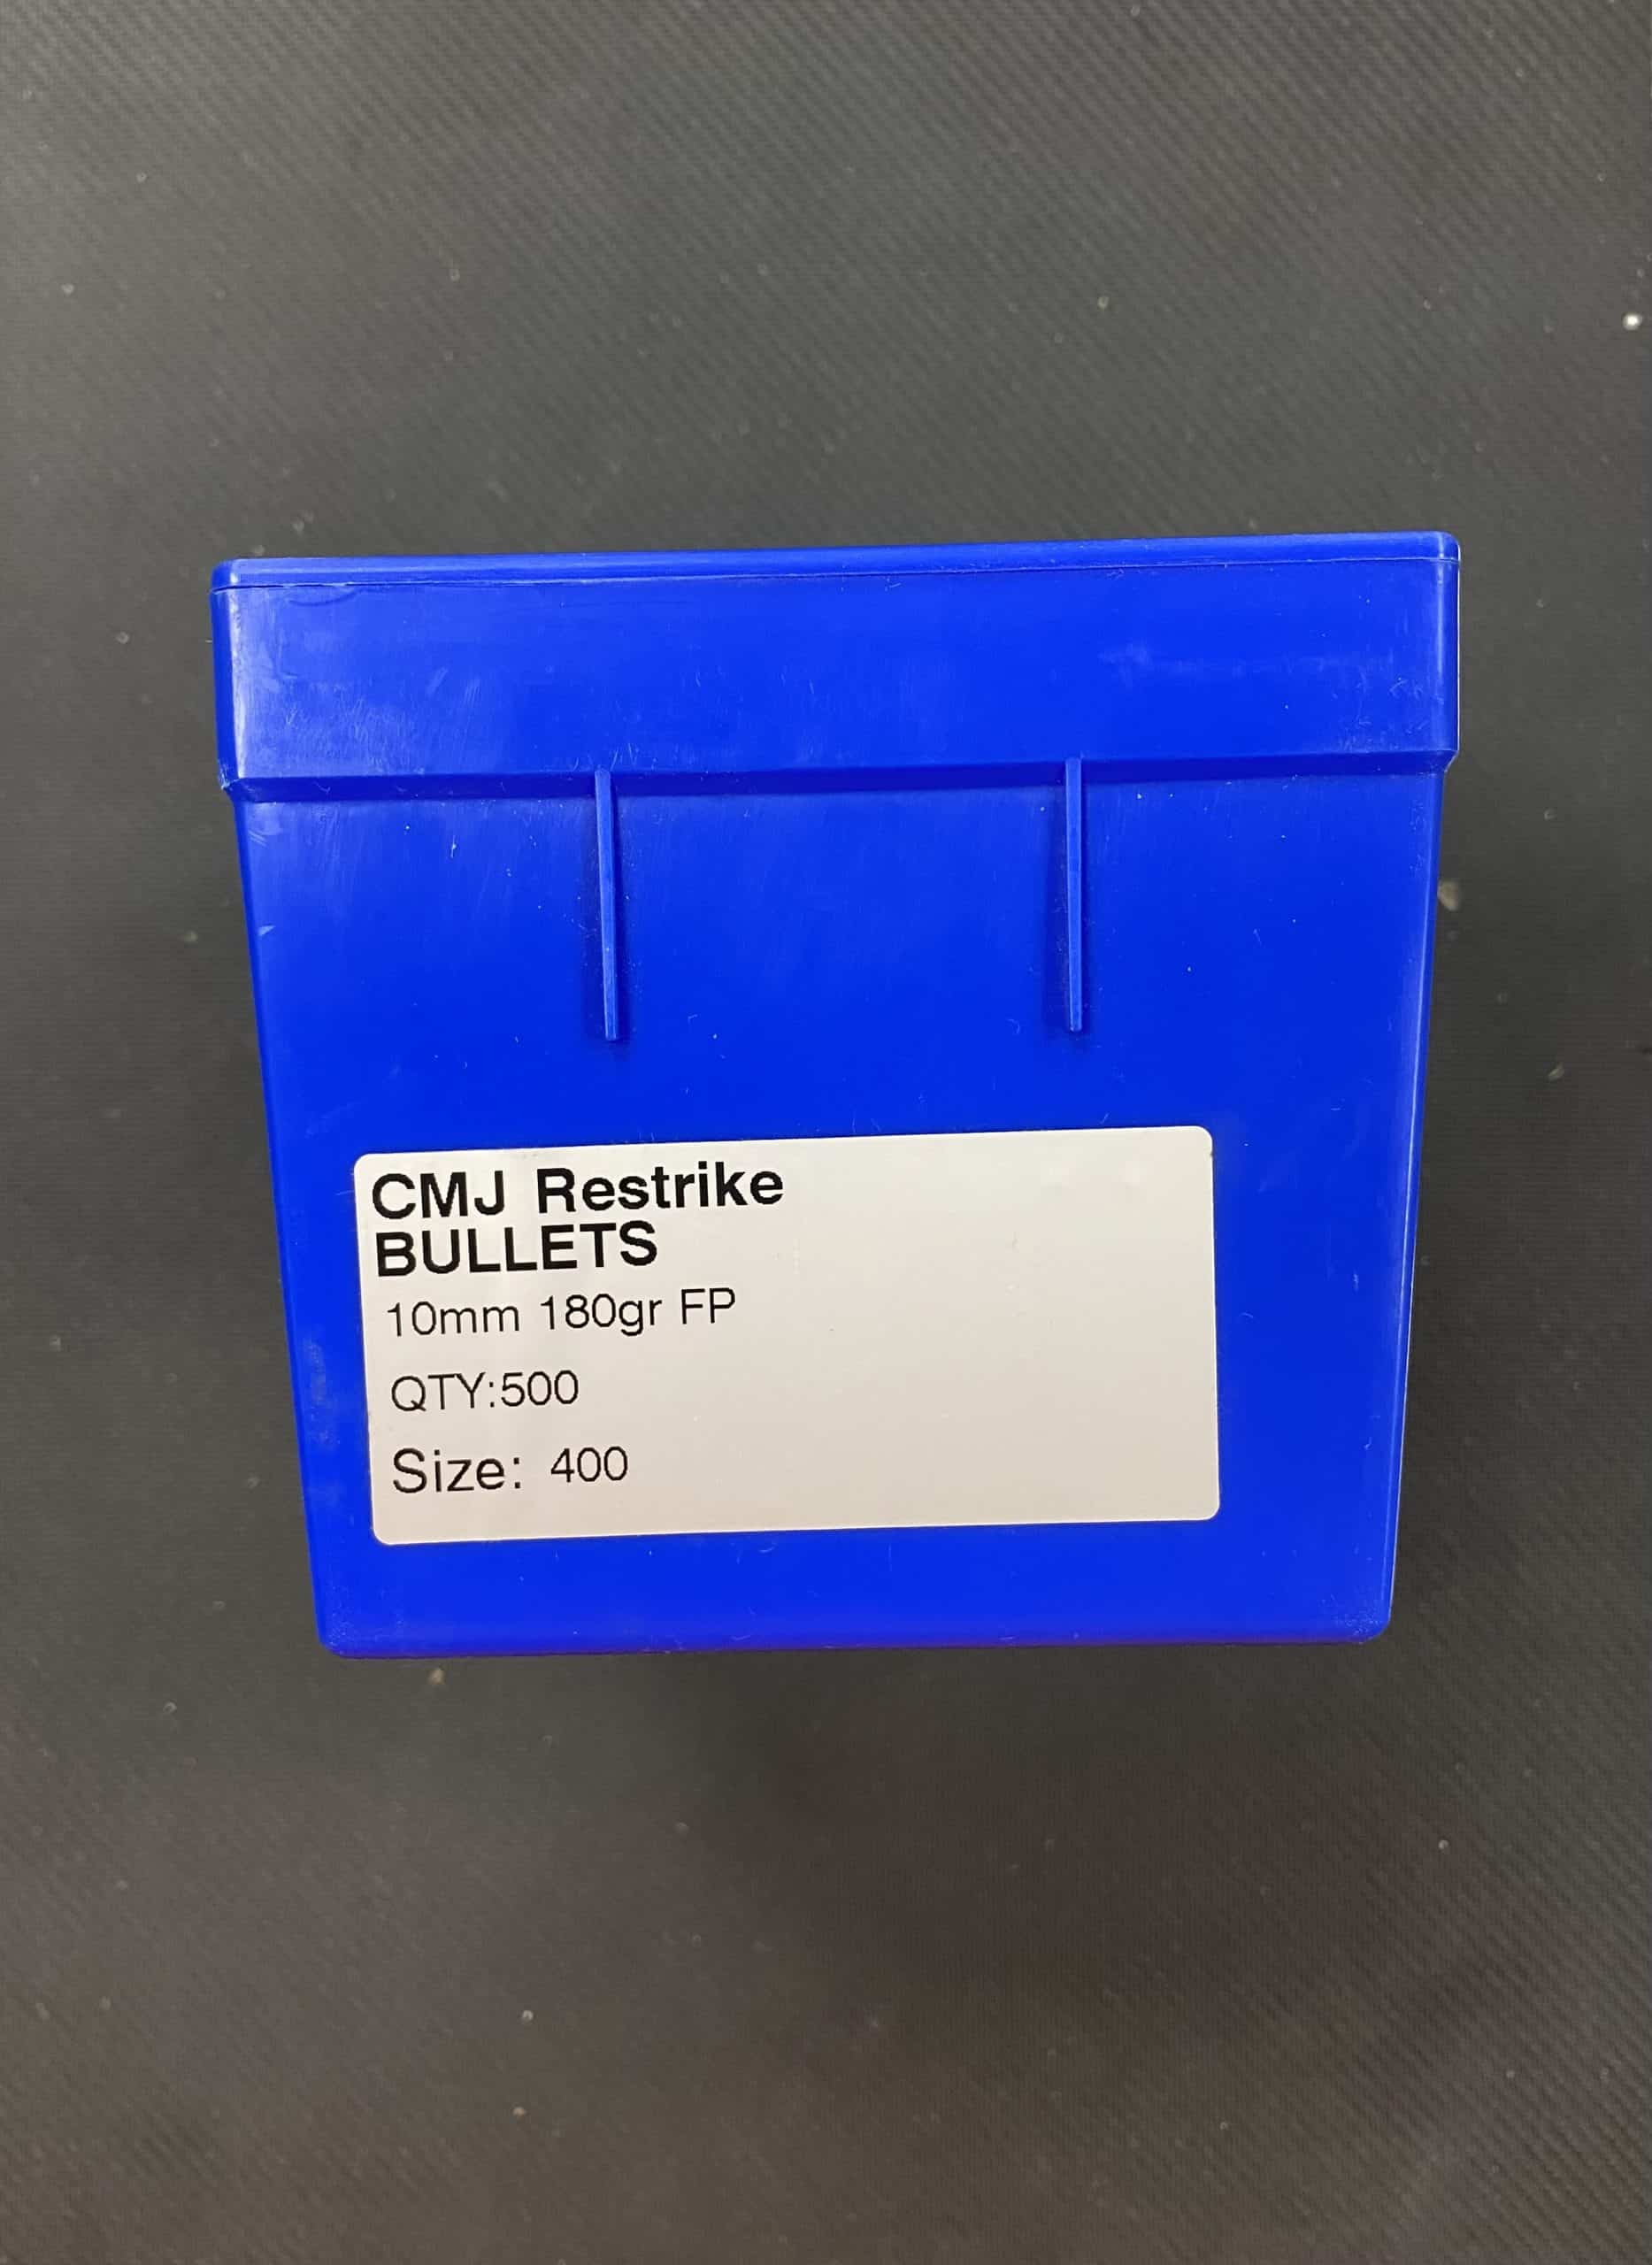 CMJ Restrike
BULLETS
10mm 180gr FP
QTY:500
Size: 400